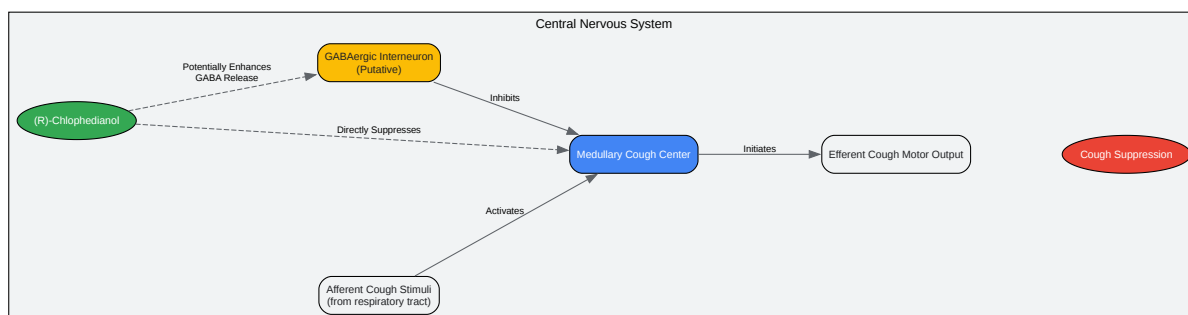 Central Nervous System
Potentially Enhances
GABA Release
GABAergic Interneuron
(Putative)
(R)-Chlophedianol
Inhibits
Directly Suppresses
Medullary Cough Center
Initiates
Efferent Cough Motor Output
Cough Suppression
Activates
Afferent Cough Stimuli
(from respiratory tract)